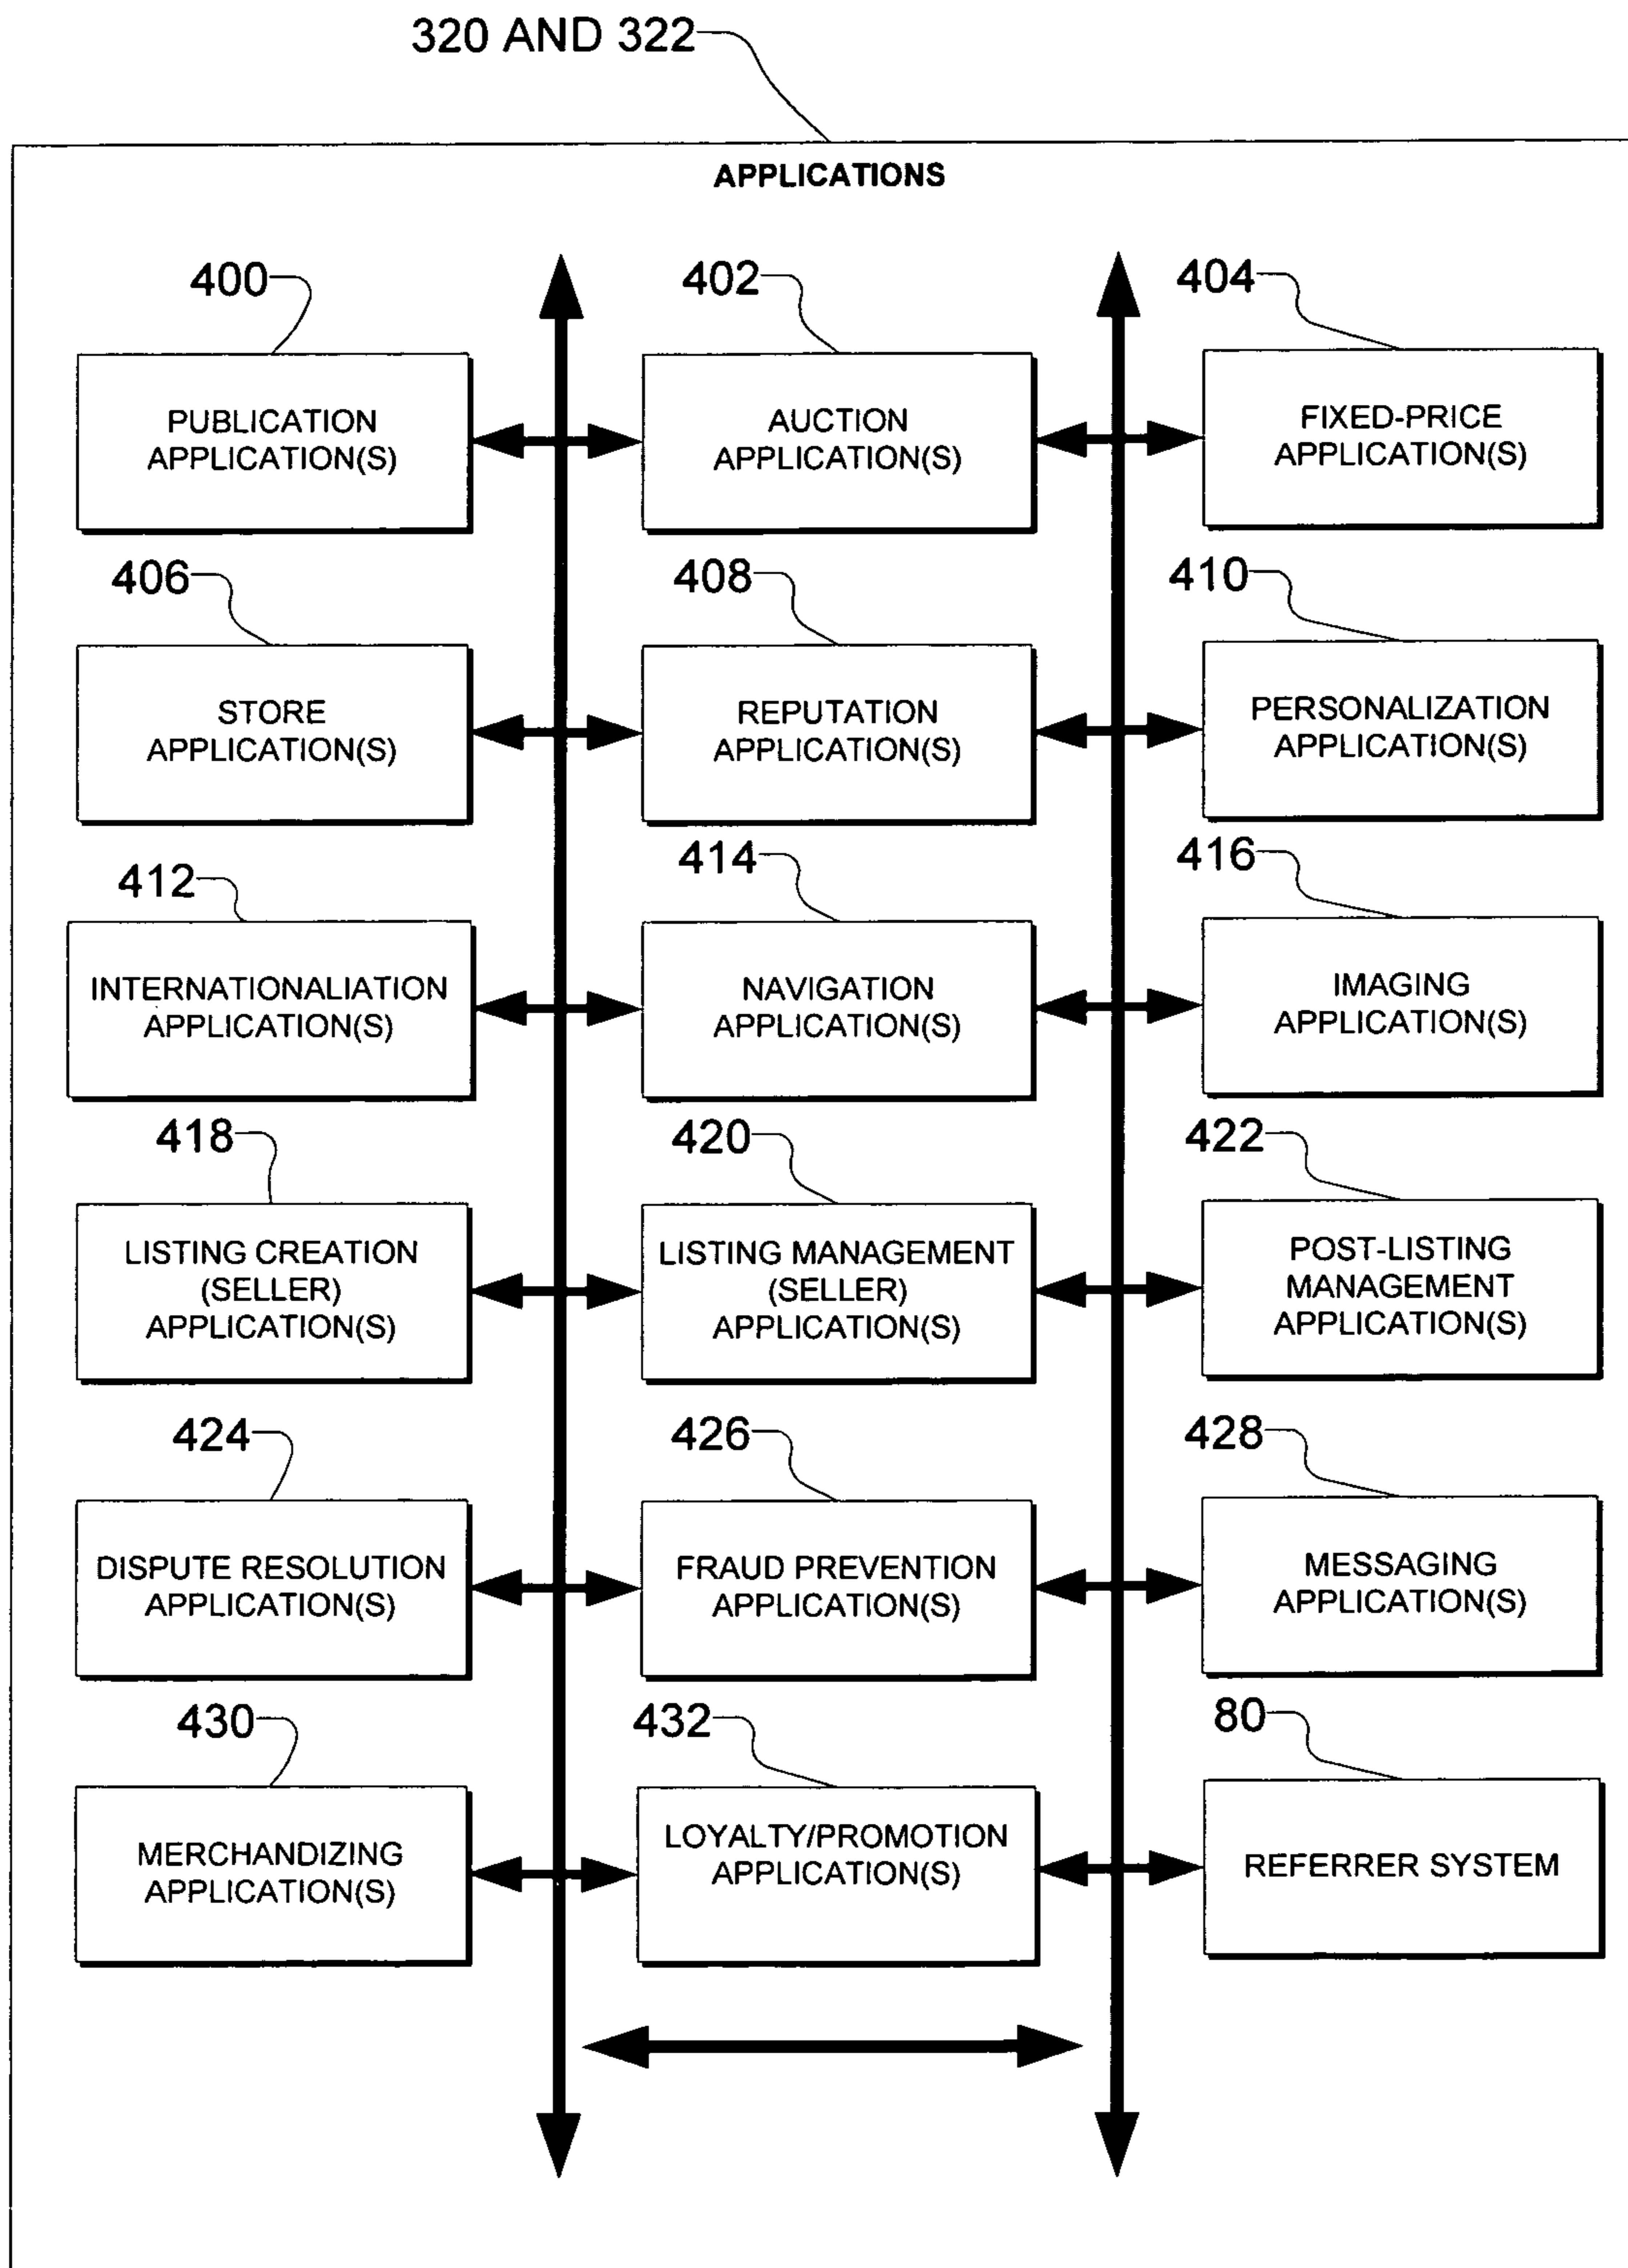 320 AND 322
APPLICATIONS
400
402
404
PUBLICATION
APPLICATION(S)
AUCTION
APPLICATION(S)
FIXED-PRICE
APPLICATION(S)
406
408
410
STORE
APPLICATION(S)
REPUTATION
APPLICATION(S)
PERSONALIZATION
APPLICATION(S)
412
414
416
INTERNATIONALIATION
APPLICATION(S)
NAVIGATION
APPLICATION(S)
IMAGING
APPLICATION(S)
418
420
422
LISTING CREATION
(SELLER)
APPLICATION(S)
LISTING MANAGEMENT
(SELLER)
APPLICATION(S)
POST-LISTING
MANAGEMENT
APPLICATION(S)
424
426
428
DISPUTE RESOLUTION
APPLICATION(S)
FRAUD PREVENTION
APPLICATION(S)
MESSAGING
APPLICATION(S)
430
432
80
MERCHANDIZING
APPLICATION(S)
LOYALTY/PROMOTION
APPLICATION(S)
REFERRER SYSTEM